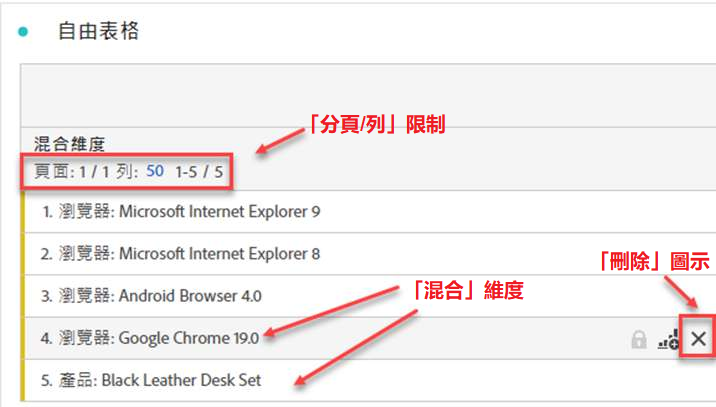 自由表格
「分頁/列」限制
混合維度
頁面: 1 / 1 列: 50 1-5 / 5
1. 瀏覽器: Microsoft Internet Explorer 9
2. 瀏覽器: Microsoft Internet Explorer 8
「刪除」圖示
3. 瀏覽器: Android Browser 4.0
「混合」維度
4. 瀏覽器: Google Chrome 19.0
5. 產品: Black Leather Desk Set